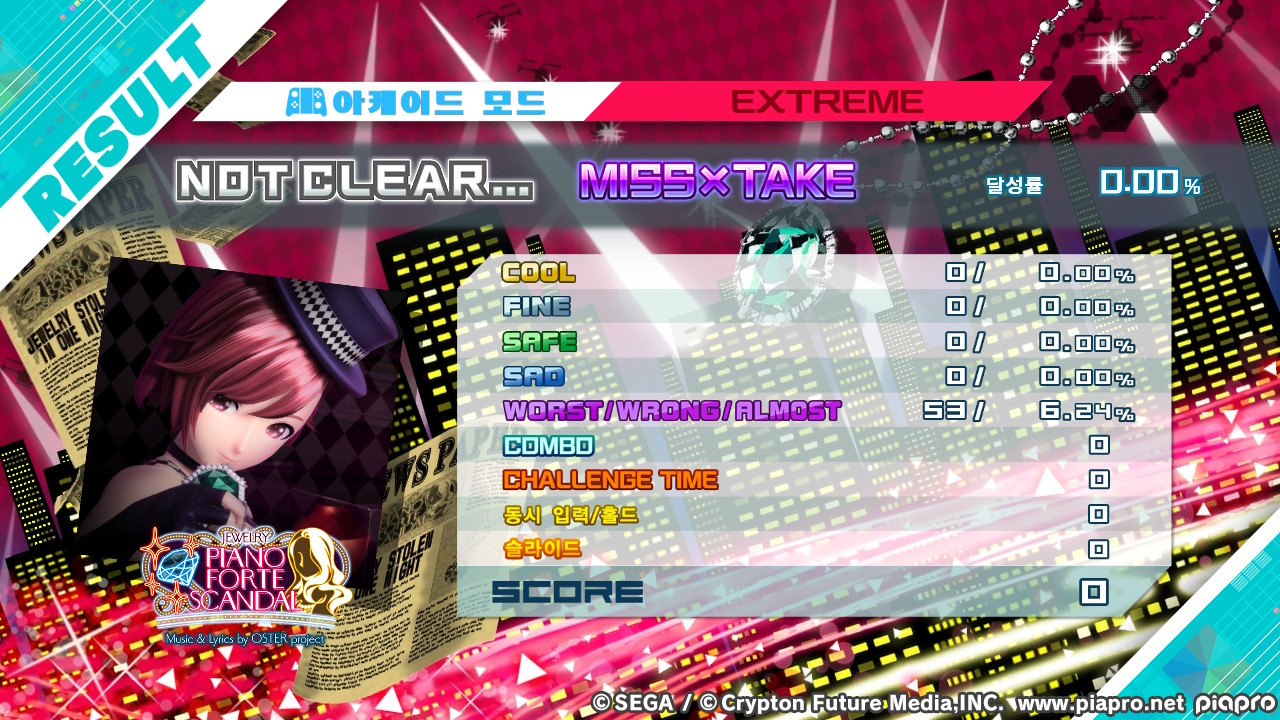 RESULT
아케이드 모드
EXTREME
NOT CLEAR...
MISS×TAKE
달성률 0.00%
COOL 0/ 0.00%
FINE 0/ 0.00%
SAFE 0/ 0.00%
SAD 0/ 0.00%
WORST/WRONG/ALMOST 53/ 6.24%
COMBO 0
CHALLENGE TIME 0
동시 입력/홀드 0
슬라이드 0
SCORE 0
JEWELRY
PIANO
FORTE
SCANDAL
Music & Lyrics by OSTER project
JEWELRY STOLEN
IN ONE NIGHT
© SEGA / © Crypton Future Media,INC. www.piapro.net piapro